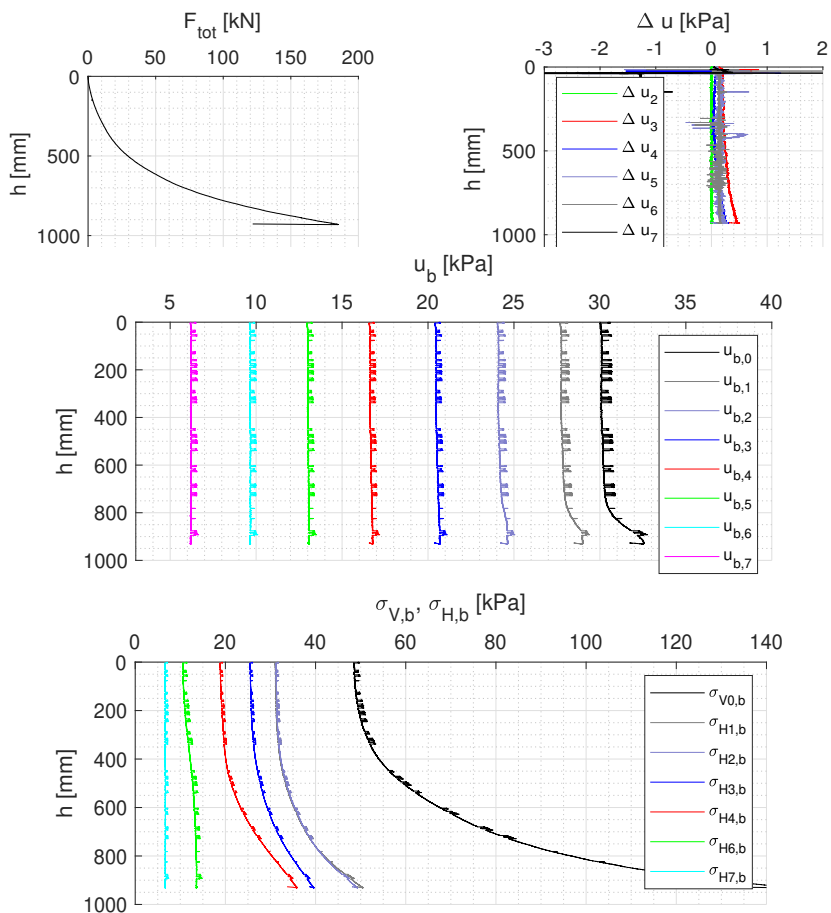 F_tot [kN]
0 50 100 150 200
0
500
1000
h [mm]
Δ u [kPa]
-3 -2 -1 0 1 2
0
500
1000
h [mm]
Δ u_2
Δ u_3
Δ u_4
Δ u_5
Δ u_6
Δ u_7
u_b [kPa]
5 10 15 20 25 30 35 40
0
200
400
600
800
1000
h [mm]
u_b,0
u_b,1
u_b,2
u_b,3
u_b,4
u_b,5
u_b,6
u_b,7
σ_V,b, σ_H,b [kPa]
0 20 40 60 80 100 120 140
0
200
400
600
800
1000
h [mm]
σ_V0,b
σ_H1,b
σ_H2,b
σ_H3,b
σ_H4,b
σ_H6,b
σ_H7,b